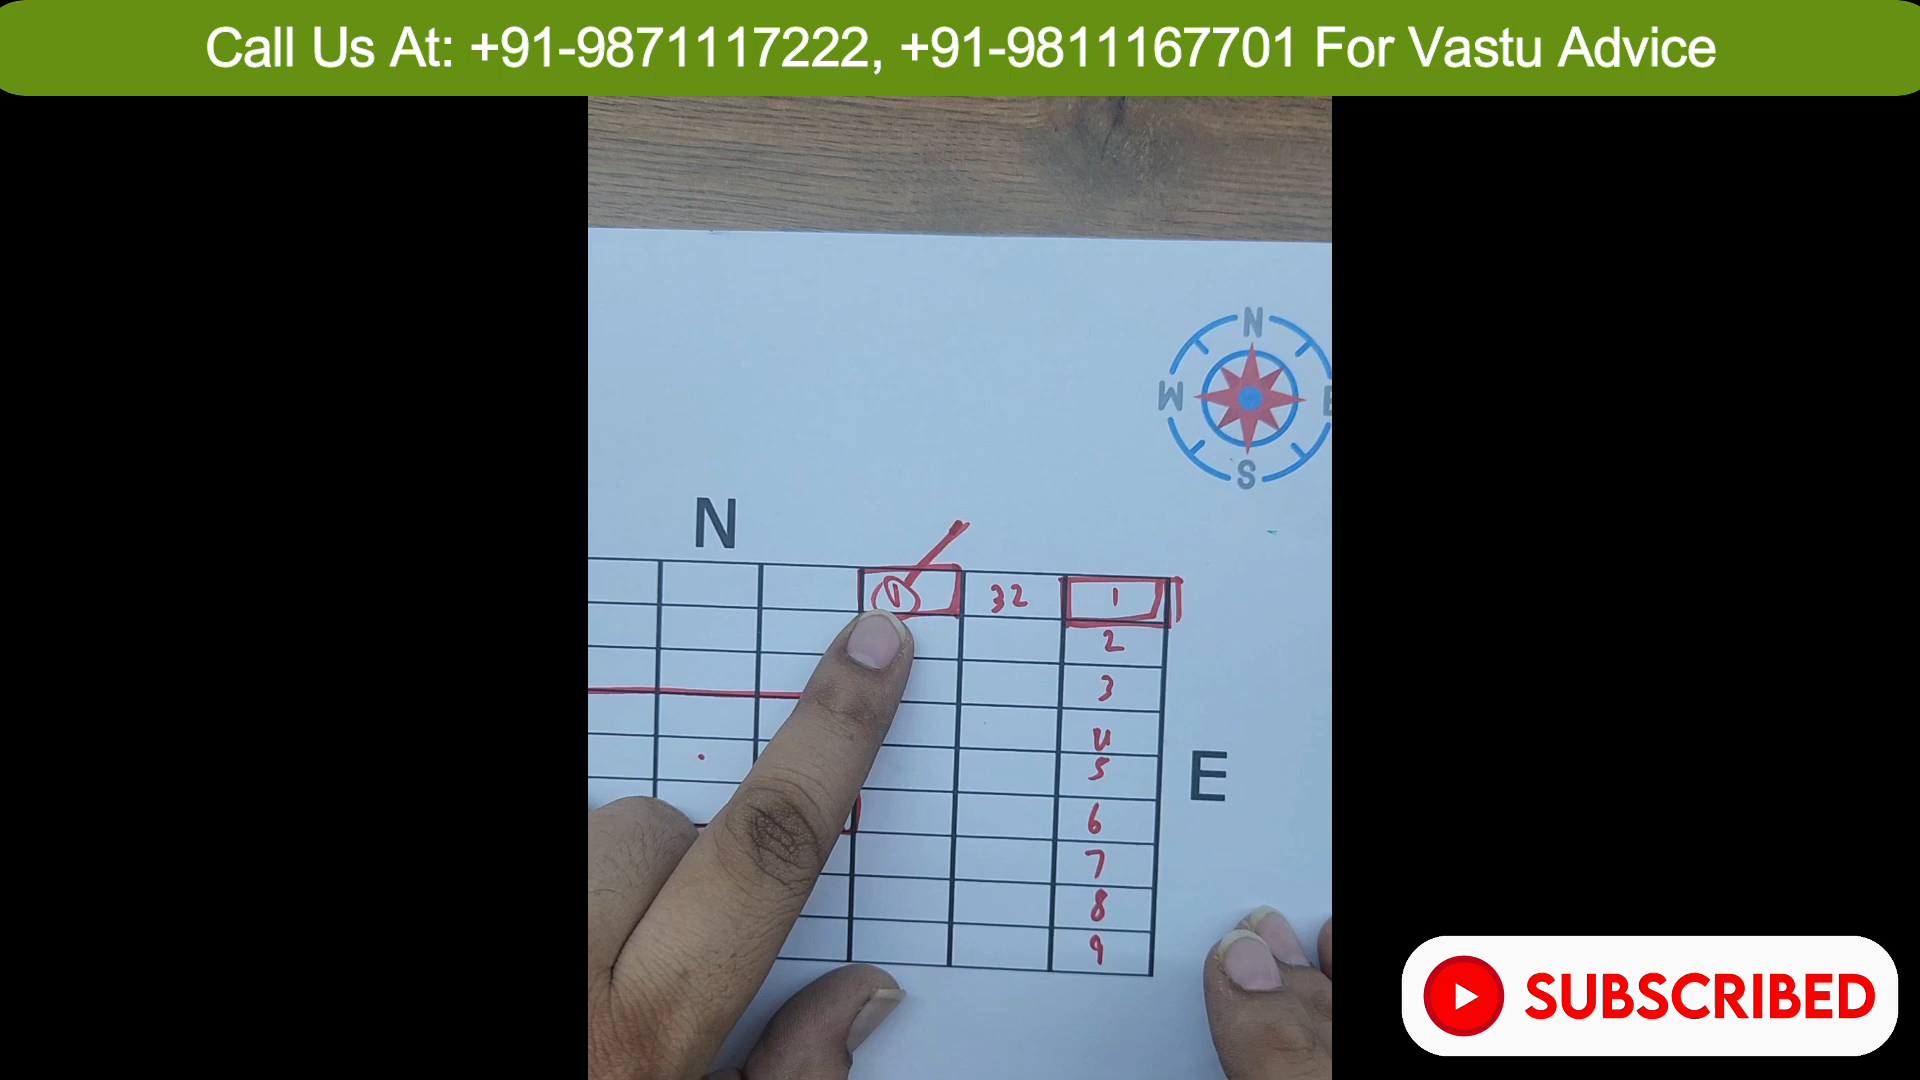 Call Us At: +91-9871117222, +91-9811167701 For Vastu Advice
N
W
S
N
32 1
2
3
4
5
6
7
8
9
E
SUBSCRIBED